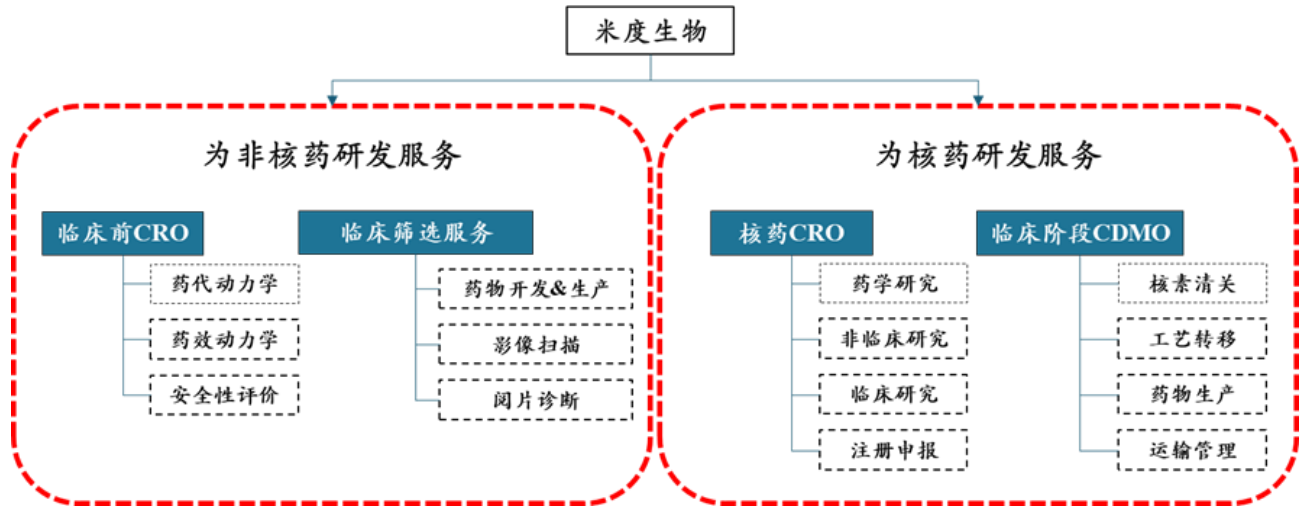 米度生物
为非核药研发服务
临床前CRO
药代动力学
药效动力学
安全性评价
临床筛选服务
药物开发&生产
影像扫描
阅片诊断
为核药研发服务
核药CRO
药学研究
非临床研究
临床研究
注册申报
临床阶段CDMO
核素清关
工艺转移
药物生产
运输管理